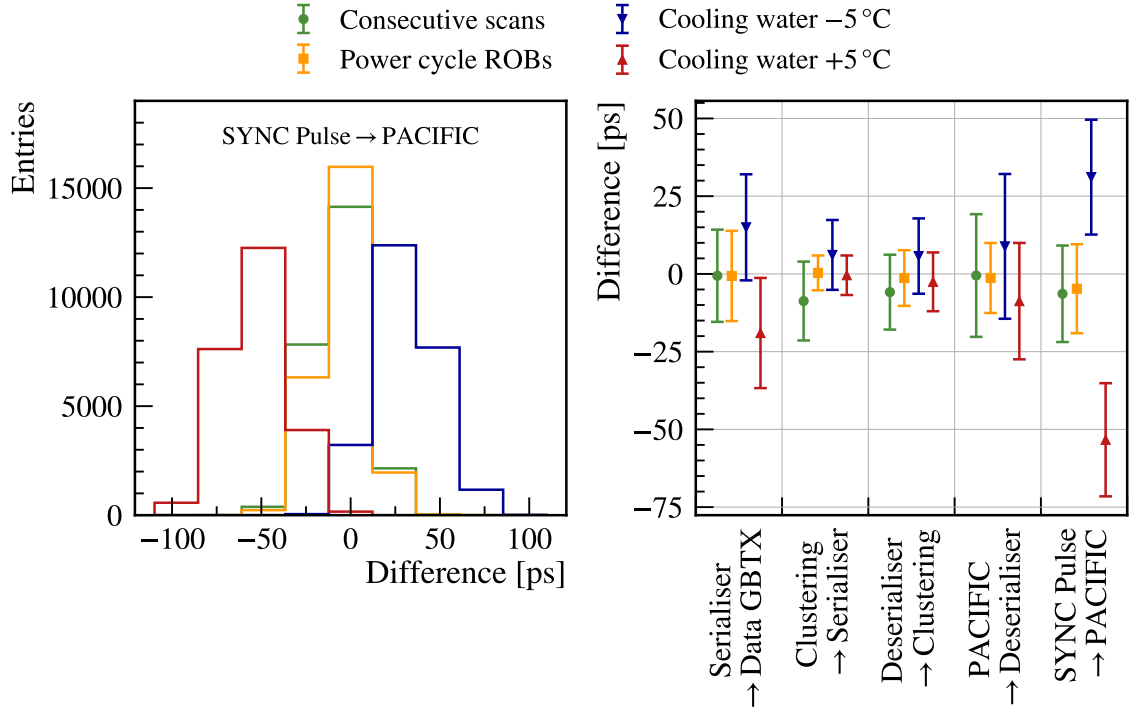 Consecutive scans
Power cycle ROBs
Cooling water −5 °C
Cooling water +5 °C
Entries
SYNC Pulse → PACIFIC
15000
10000
5000
0
−100
−50
0
50
100
Difference [ps]
Difference [ps]
50
25
0
−25
−50
−75
Serialiser
→ Data GBTX
Clustering
→ Serialiser
Deserialiser
→ Clustering
PACIFIC
→ Deserialiser
SYNC Pulse
→ PACIFIC